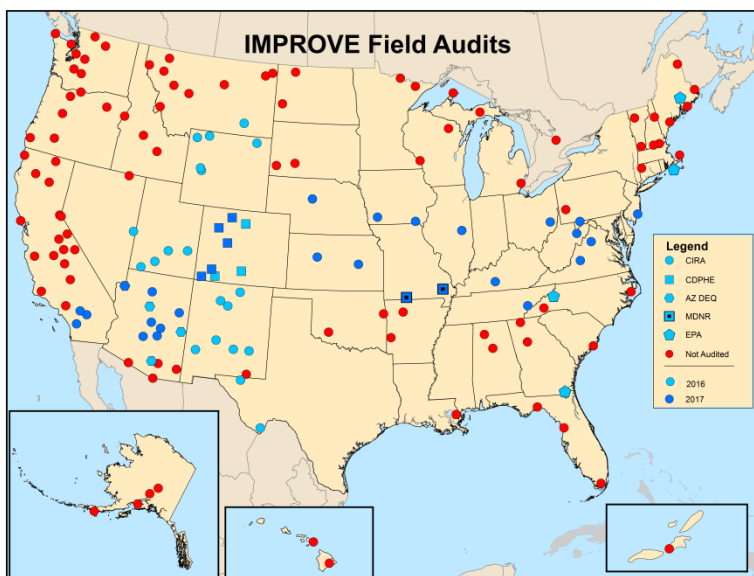 IMPROVE Field Audits
Legend
CIRA
CDPHE
AZ DEQ
MDNR
EPA
Not Audited
2016
2017